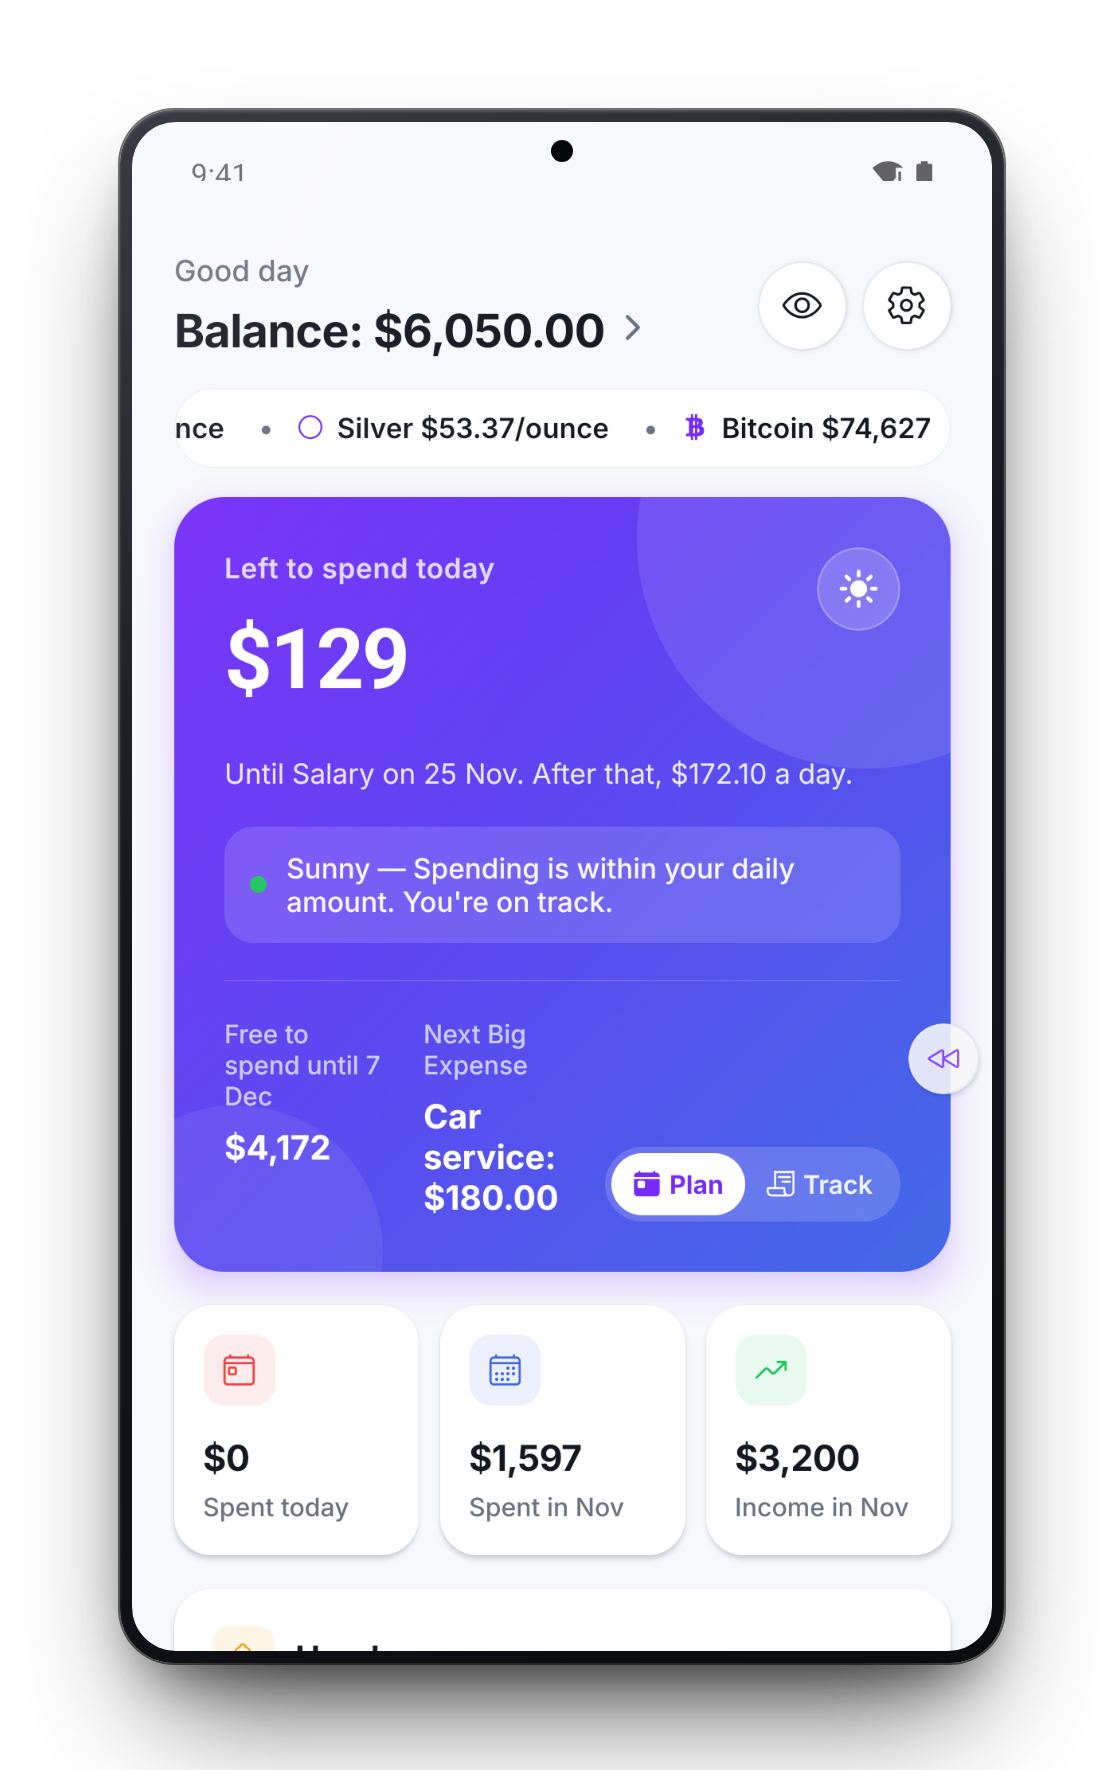 9:41
Good day
Balance: $6,050.00
nce • Silver $53.37/ounce • Bitcoin $74,627
Left to spend today
$129
Until Salary on 25 Nov. After that, $172.10 a day.
Sunny — Spending is within your daily
amount. You're on track.
Free to
spend until 7
Dec
$4,172
Next Big
Expense
Car
service:
$180.00
Plan
Track
$0
Spent today
$1,597
Spent in Nov
$3,200
Income in Nov